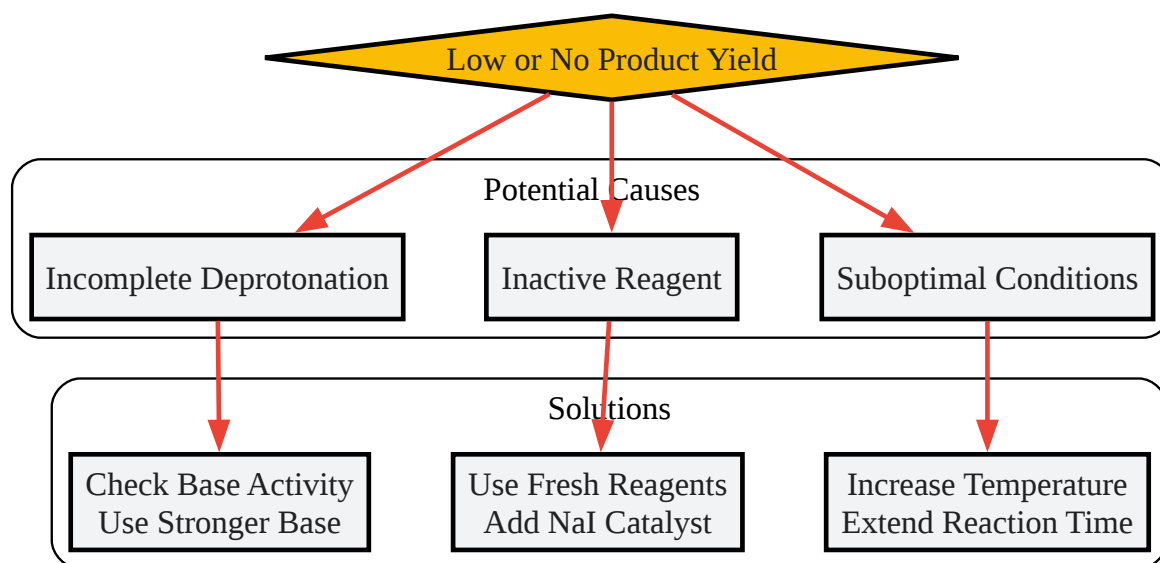 Low or No Product Yield
Potential Causes
Incomplete Deprotonation
Inactive Reagent
Suboptimal Conditions
Solutions
Check Base Activity
Use Stronger Base
Use Fresh Reagents
Add NaI Catalyst
Increase Temperature
Extend Reaction Time